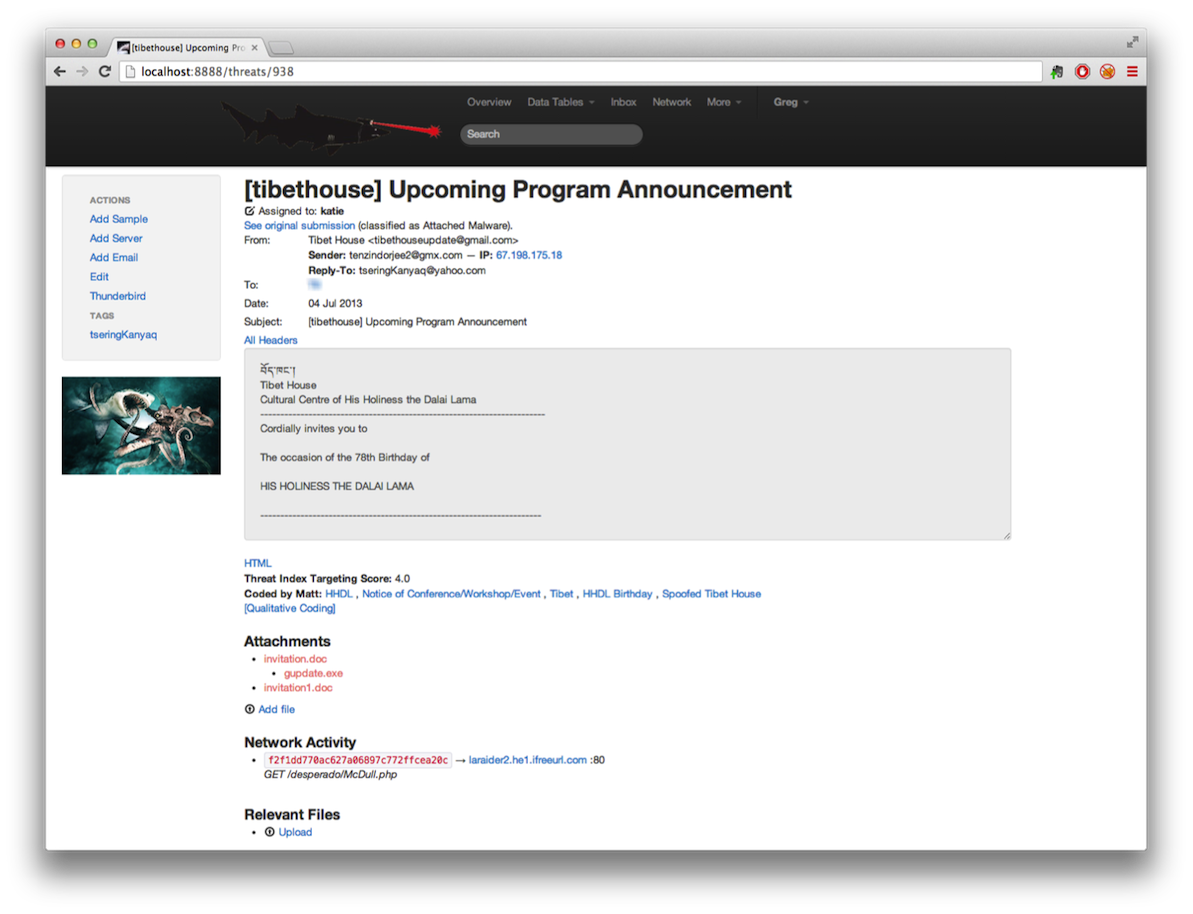 [tibethouse] Upcoming Pro
localhost:8888/threats/938
Overview Data Tables Inbox Network More Greg
Search
ACTIONS
Add Sample
Add Server
Add Email
Edit
Thunderbird
TAGS
tseringKanyaq
[tibethouse] Upcoming Program Announcement
Assigned to: katie
See original submission (classified as Attached Malware).
From: Tibet House <tibethouseupdate@gmail.com>
Sender: tenzindorjee2@gmx.com — IP: 67.198.175.18
Reply-To: tseringKanyaq@yahoo.com
To:
Date: 04 Jul 2013
Subject: [tibethouse] Upcoming Program Announcement
All Headers
བོད་ཁང་།
Tibet House
Cultural Centre of His Holiness the Dalai Lama
-----------------------------------------------------------------------
Cordially invites you to
The occasion of the 78th Birthday of
HIS HOLINESS THE DALAI LAMA
----------------------------------------------------------------------
HTML
Threat Index Targeting Score: 4.0
Coded by Matt: HHDL , Notice of Conference/Workshop/Event , Tibet , HHDL Birthday , Spoofed Tibet House
[Qualitative Coding]
Attachments
• invitation.doc
• gupdate.exe
• invitation1.doc
Add file
Network Activity
• f2f1dd770ac627a06897c772ffcea20c → laraider2.he1.ifreeurl.com :80
GET /desperado/McDull.php
Relevant Files
• Upload